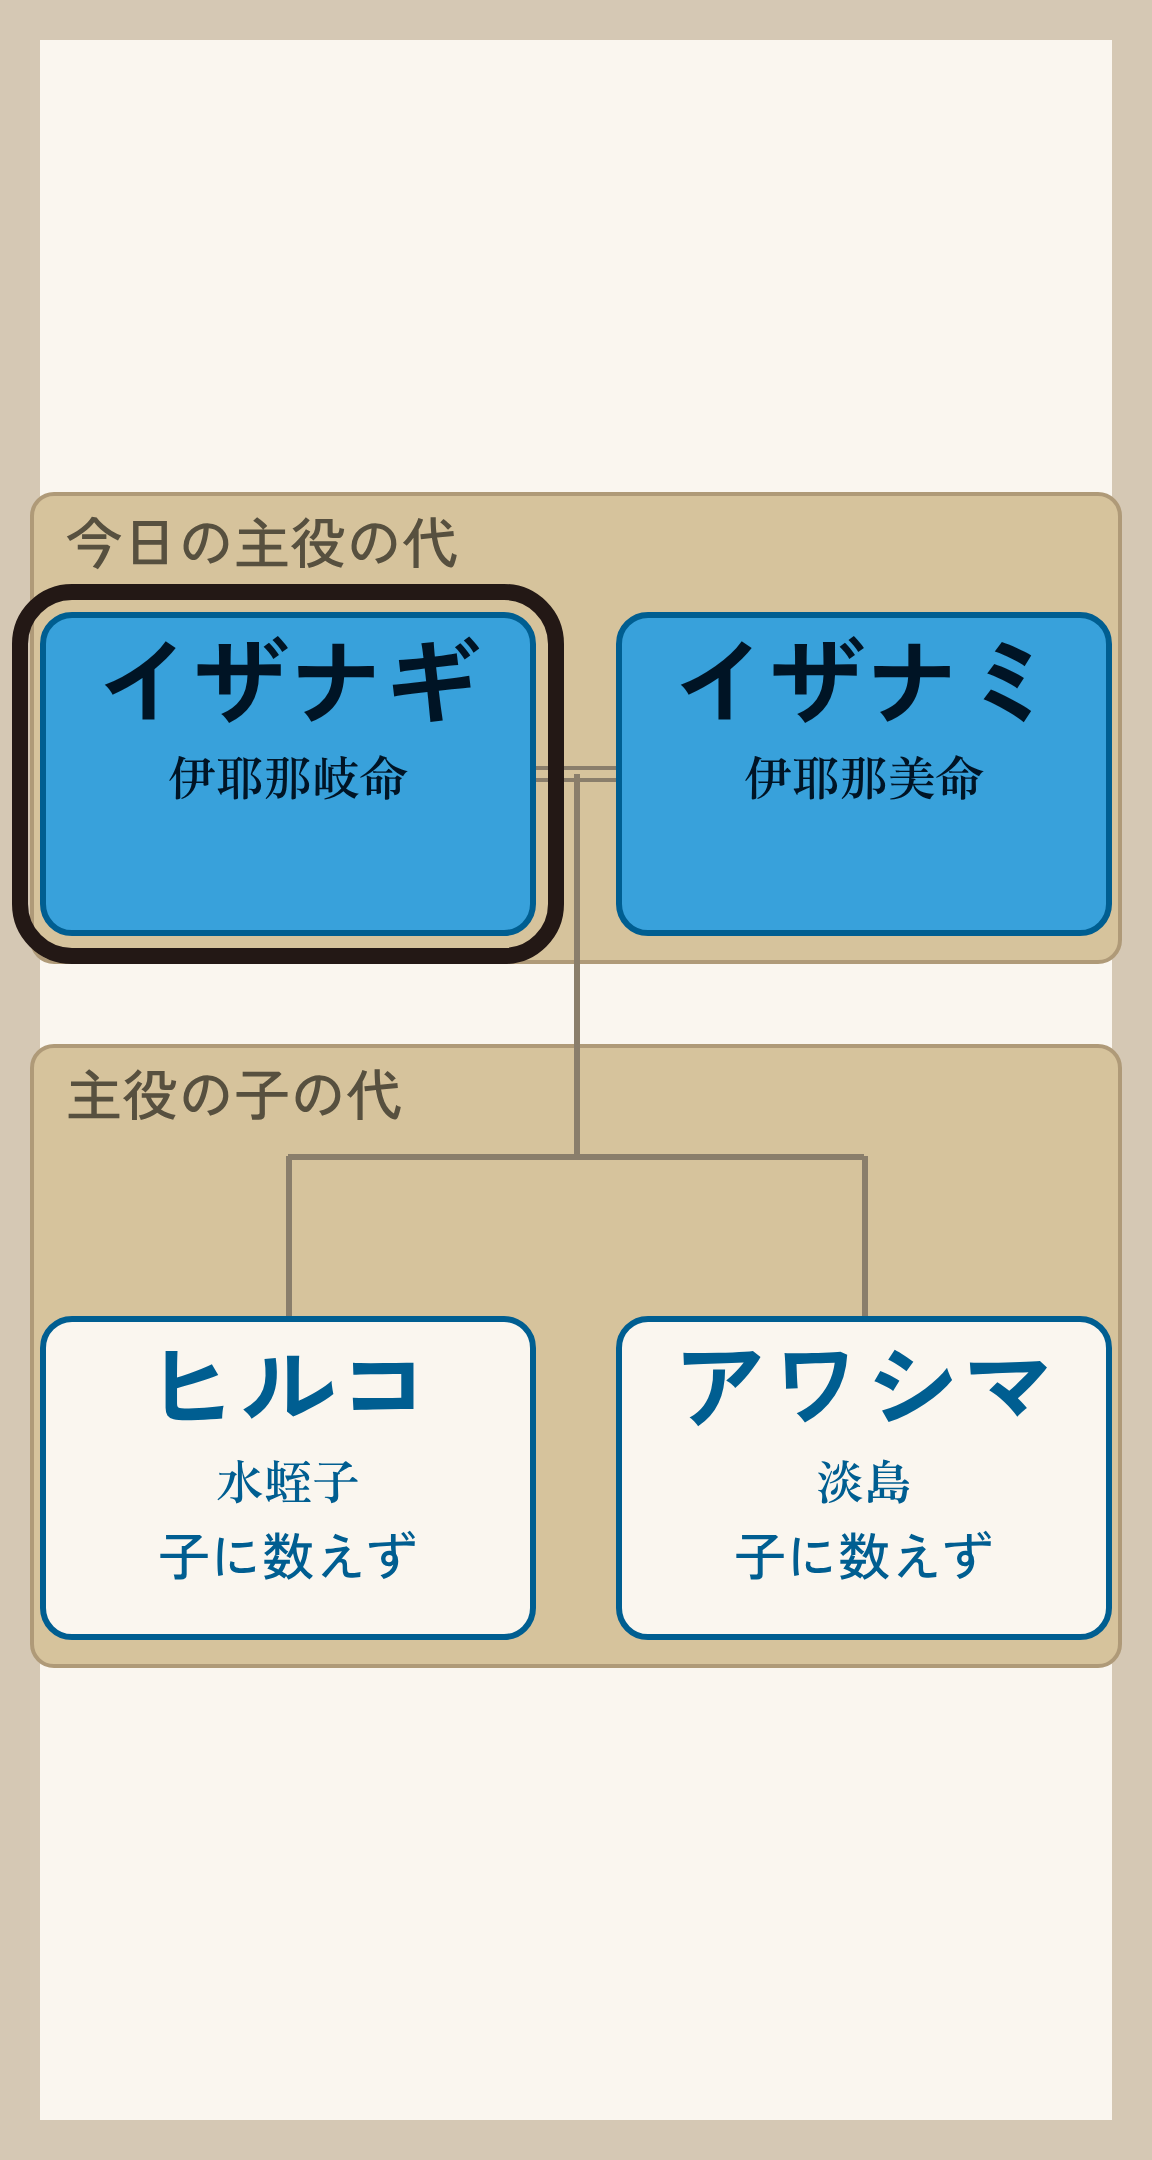 今日の主役の代
イザナギ
伊耶那岐命
イザナミ
伊耶那美命
主役の子の代
ヒルコ
水蛭子
子に数えず
アワシマ
淡島
子に数えず